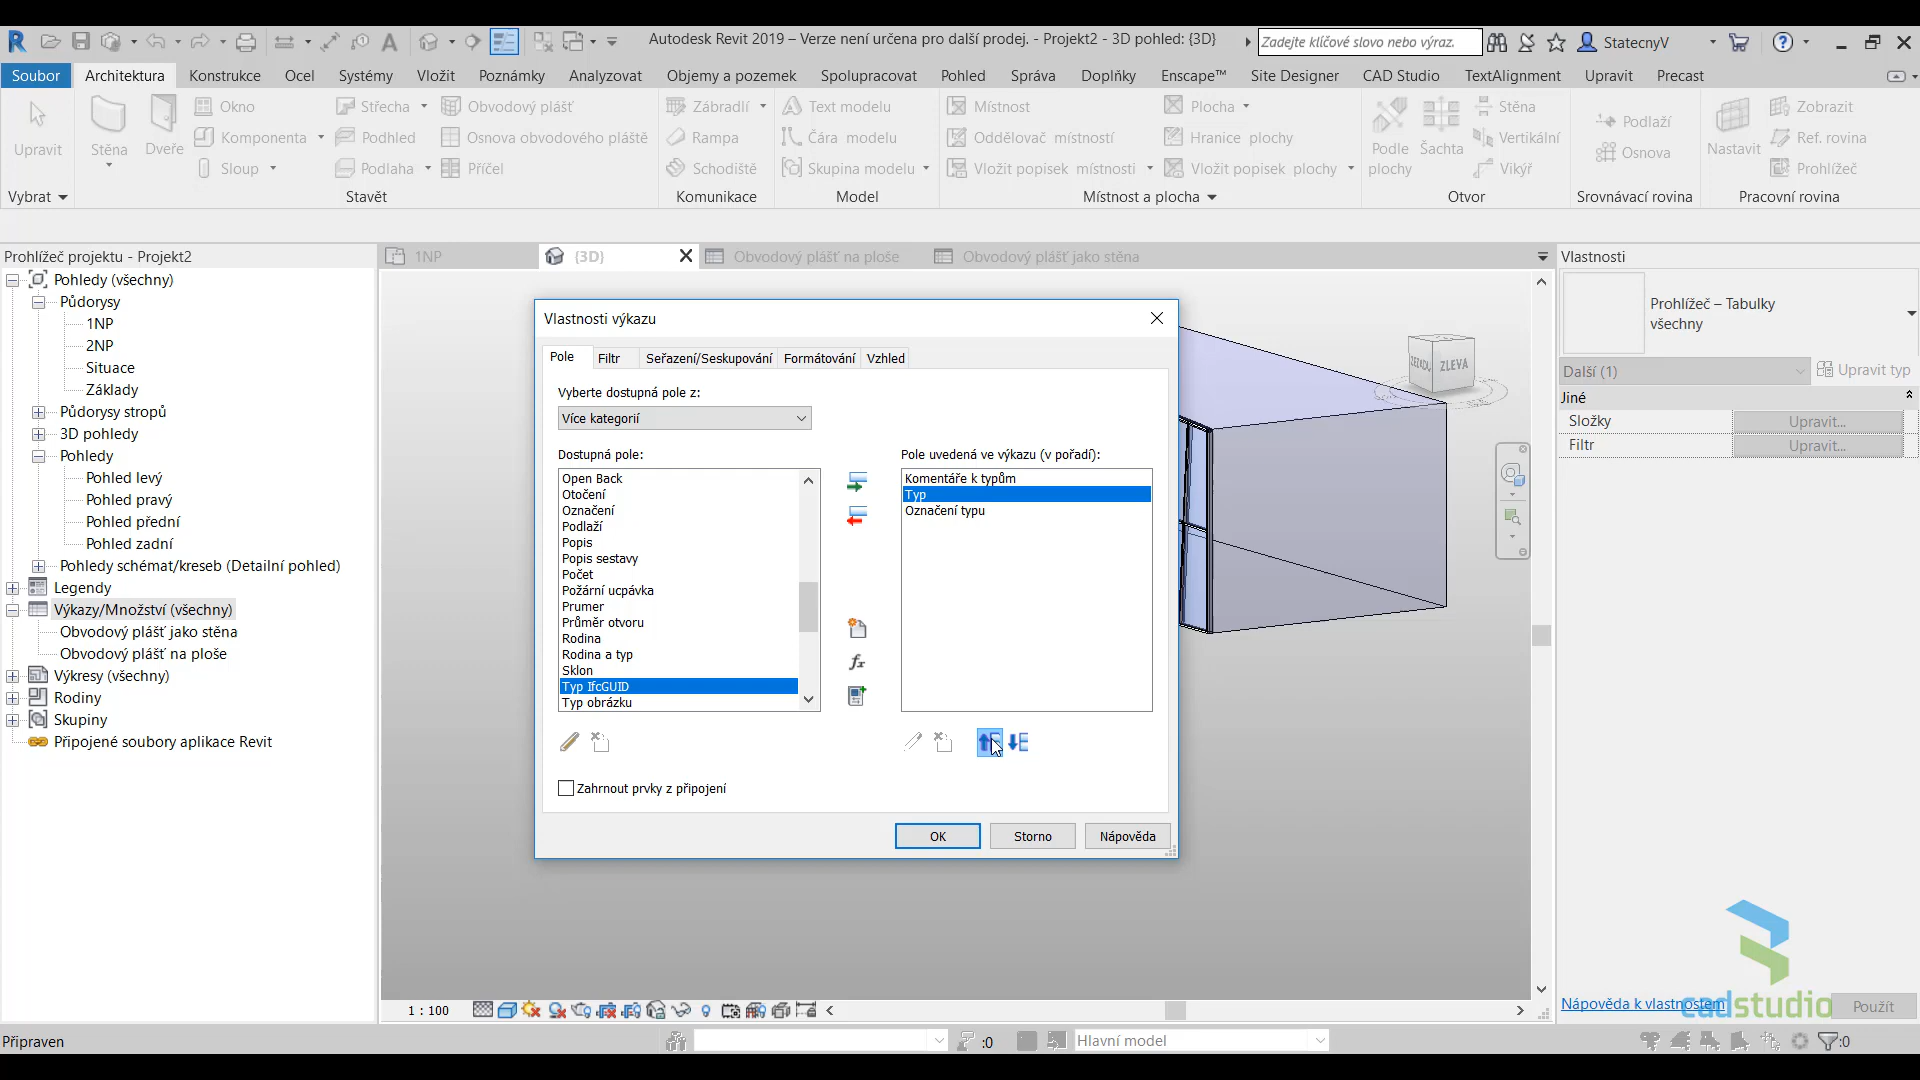 Autodesk Revit 2019 – Verze není určena pro další prodej. - Projekt2 - 3D pohled: {3D}
Zadejte klíčové slovo nebo výraz.
StatecnyV
Soubor Architektura Konstrukce Ocel Systémy Vložit Poznámky Analyzovat Objemy a pozemek Spolupracovat Pohled Správa Doplňky Enscape™ Site Designer CAD Studio TextAlignment Upravit Precast
Upravit
Vybrat
Stěna
Dveře
Okno
Komponenta
Sloup
Střecha
Podhled
Podlaha
Obvodový plášť
Osnova obvodového pláště
Příčel
Stavět
Zábradlí
Rampa
Schodiště
Komunikace
Text modelu
Čára modelu
Skupina modelu
Model
Místnost
Oddělovač místností
Vložit popisek místnosti
Plocha
Hranice plochy
Vložit popisek plochy
Místnost a plocha
Podle
plochy
Šachta
Stěna
Vertikální
Vikýř
Otvor
Podlaží
Osnova
Srovnávací rovina
Nastavit
Zobrazit
Ref. rovina
Prohlížeč
Pracovní rovina
Prohlížeč projektu - Projekt2
Pohledy (všechny)
Půdorysy
1NP
2NP
Situace
Základy
Půdorysy stropů
3D pohledy
Pohledy
Pohled levý
Pohled pravý
Pohled přední
Pohled zadní
Pohledy schémat/kreseb (Detailní pohled)
Legendy
Výkazy/Množství (všechny)
Obvodový plášť jako stěna
Obvodový plášť na ploše
Výkresy (všechny)
Rodiny
Skupiny
Připojené soubory aplikace Revit
1NP
{3D}
Obvodový plášť na ploše
Obvodový plášť jako stěna
Vlastnosti výkazu
Pole Filtr Seřazení/Seskupování Formátování Vzhled
Vyberte dostupná pole z:
Více kategorií
Dostupná pole:
Open Back
Otočení
Označení
Podlaží
Popis
Popis sestavy
Počet
Požární ucpávka
Prumer
Průměr otvoru
Rodina
Rodina a typ
Sklon
Typ IfcGUID
Typ obrázku
fx
Pole uvedená ve výkazu (v pořadí):
Komentáře k typům
Typ
Označení typu
Zahrnout prvky z připojení
OK Storno Nápověda
ZEZADU ZLEVA
Vlastnosti
Prohlížeč – Tabulky
všechny
Další (1)
Upravit typ
Jiné
Složky Upravit...
Filtr Upravit...
Nápověda k vlastnostem
Použít
cadstudio
1 : 100
Připraven
:0
Hlavní model
:0